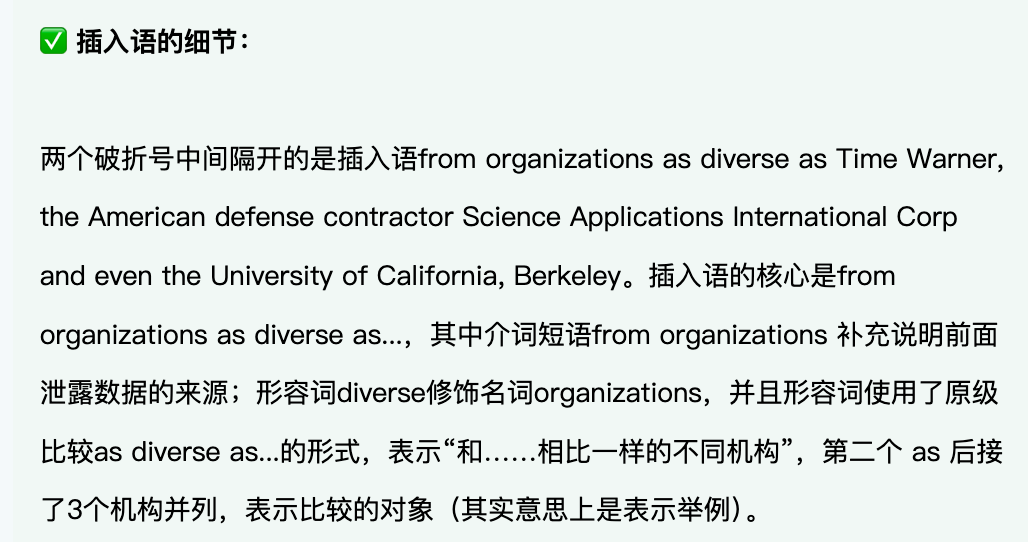 ✅ 插入语的细节：
两个破折号中间隔开的是插入语from organizations as diverse as Time Warner,
the American defense contractor Science Applications International Corp
and even the University of California, Berkeley。插入语的核心是from
organizations as diverse as...，其中介词短语from organizations 补充说明前面
泄露数据的来源；形容词diverse修饰名词organizations，并且形容词使用了原级
比较as diverse as...的形式，表示“和……相比一样的不同机构”，第二个 as 后接
了3个机构并列，表示比较的对象（其实意思上是表示举例）。